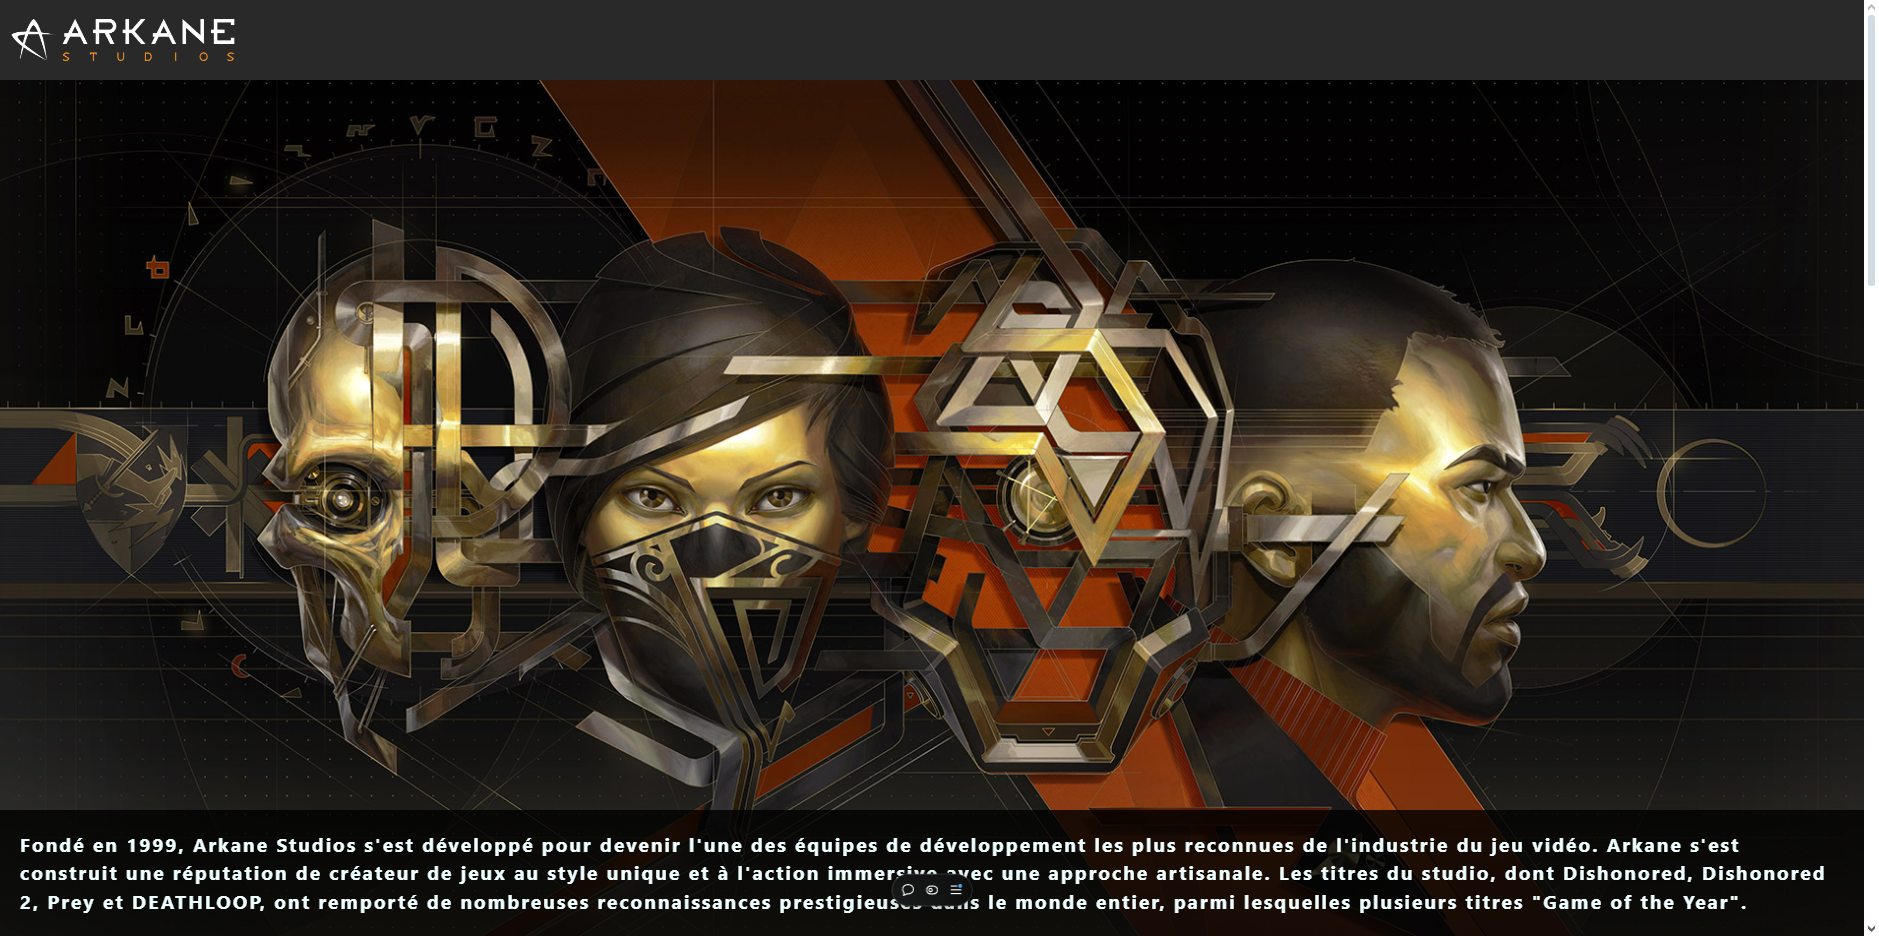 ARKANE
STUDIOS
Fondé en 1999, Arkane Studios s'est développé pour devenir l'une des équipes de développement les plus reconnues de l'industrie du jeu vidéo. Arkane s'est
construit une réputation de créateur de jeux au style unique et à l'action immersive avec une approche artisanale. Les titres du studio, dont Dishonored, Dishonored
2, Prey et DEATHLOOP, ont remporté de nombreuses reconnaissances prestigieuses dans le monde entier, parmi lesquelles plusieurs titres "Game of the Year".